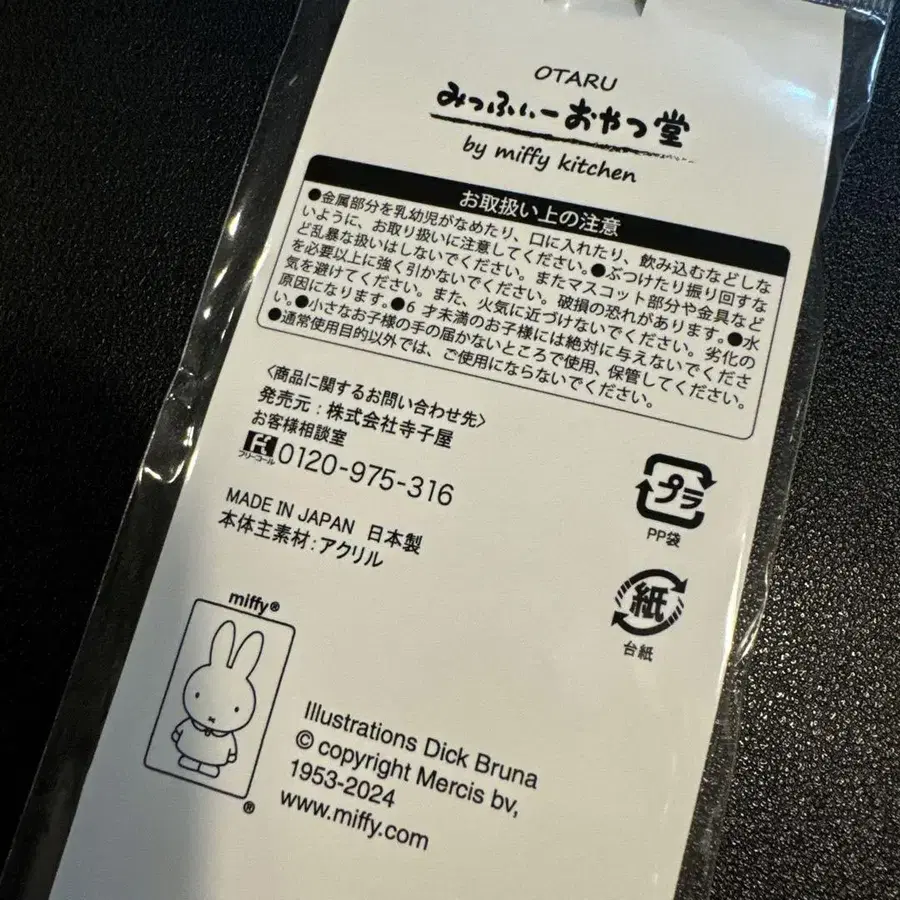 OTARU
みっふぃーおやつ堂
by miffy kitchen
お取扱い上の注意
●金属部分を乳幼児がなめたり、口に入れたり、飲み込むなどしな
いように、お取り扱いに注意してください。●ぶつけたり振り回すな
ど乱暴な扱いはしないでください。またマスコット部分や金具など
を必要以上に強く引かないでください。破損の恐れがあります。●水
気を避けてください。また、火気に近づけないでください。劣化の
原因になります。●6 才未満のお子様には絶対に与えないでくださ
い。●小さなお子様の手の届かないところで使用、保管してください。
●通常使用目的以外では、ご使用にならないでください。
〈商品に関するお問い合わせ先〉
発売元：株式会社寺子屋
お客様相談室
フリーコール 0120-975-316
MADE IN JAPAN 日本製
本体主素材：アクリル
プラ
PP袋
紙
台紙
miffy®
®
Illustrations Dick Bruna
© copyright Mercis bv,
1953-2024
www.miffy.com